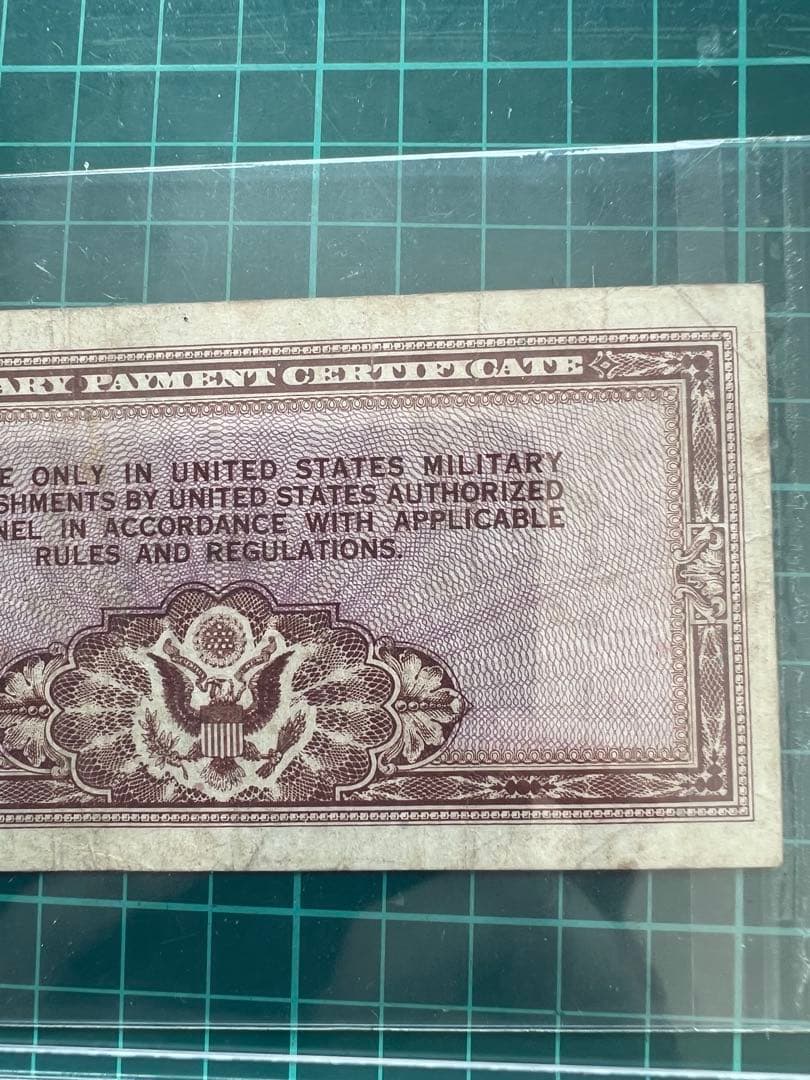 ARY PAYMENT CERTIFICATE
E ONLY IN UNITED STATES MILITARY
SHMENTS BY UNITED STATES AUTHORIZED
NEL IN ACCORDANCE WITH APPLICABLE
RULES AND REGULATIONS.